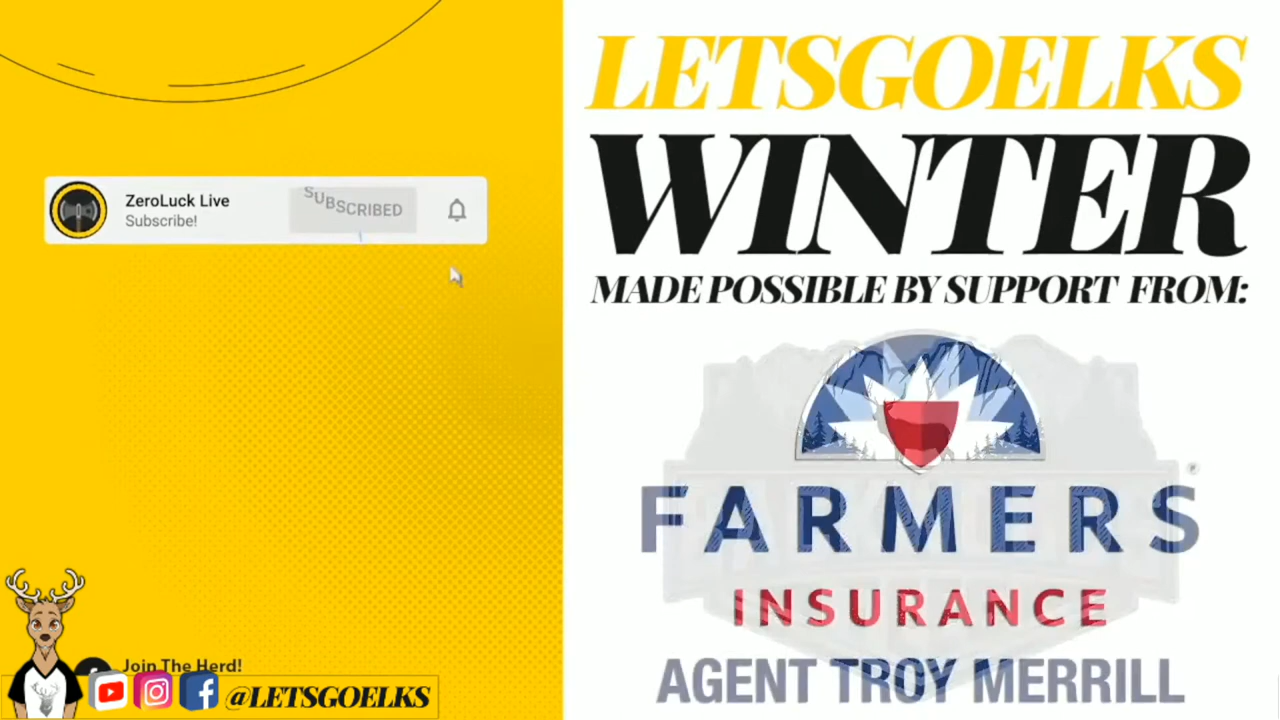 ZeroLuck Live
Subscribe!
SUBSCRIBED
Join The Herd!
@LETSGOELKS
LETSGOELKS
WINTER
MADE POSSIBLE BY SUPPORT FROM:
FARMERS
INSURANCE
AGENT TROY MERRILL